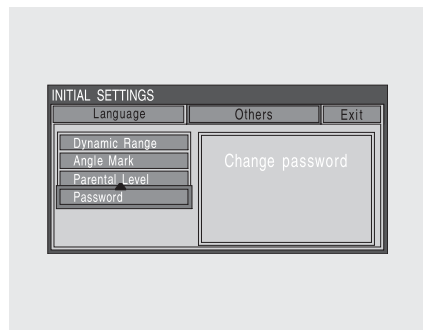 INITIAL SETTINGS
Language Others Exit
Dynamic Range
Angle Mark
Parental Level
Password
Change password